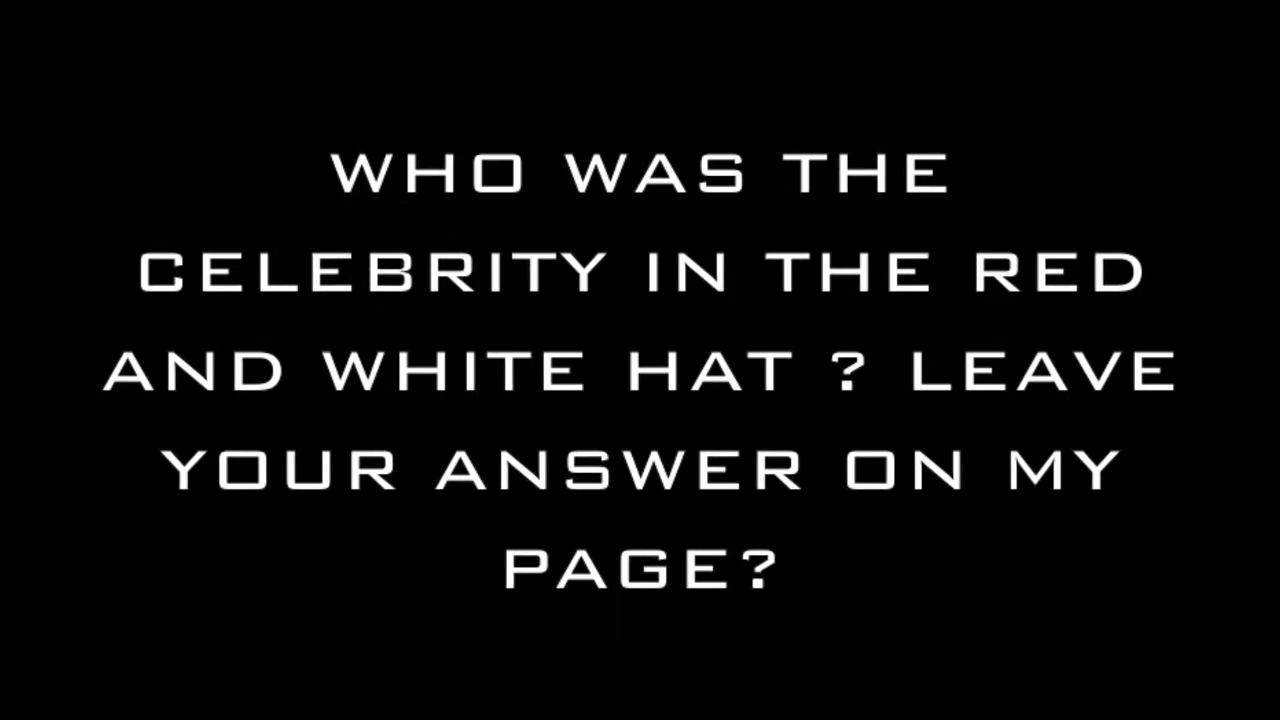 WHO WAS THE
CELEBRITY IN THE RED
AND WHITE HAT ? LEAVE
YOUR ANSWER ON MY
PAGE?